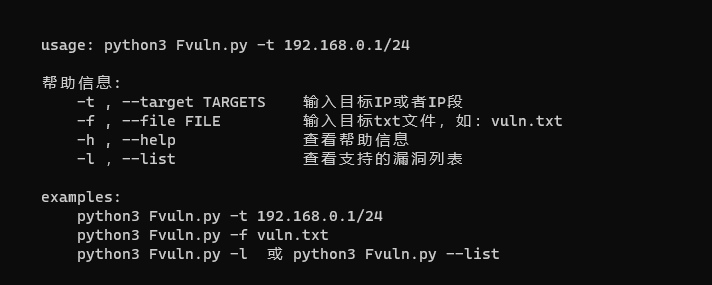 usage: python3 Fvuln.py -t 192.168.0.1/24
帮助信息:
-t , --target TARGETS 输入目标IP或者IP段
-f , --file FILE 输入目标txt文件，如：vuln.txt
-h , --help 查看帮助信息
-l , --list 查看支持的漏洞列表
examples:
python3 Fvuln.py -t 192.168.0.1/24
python3 Fvuln.py -f vuln.txt
python3 Fvuln.py -l 或 python3 Fvuln.py --list